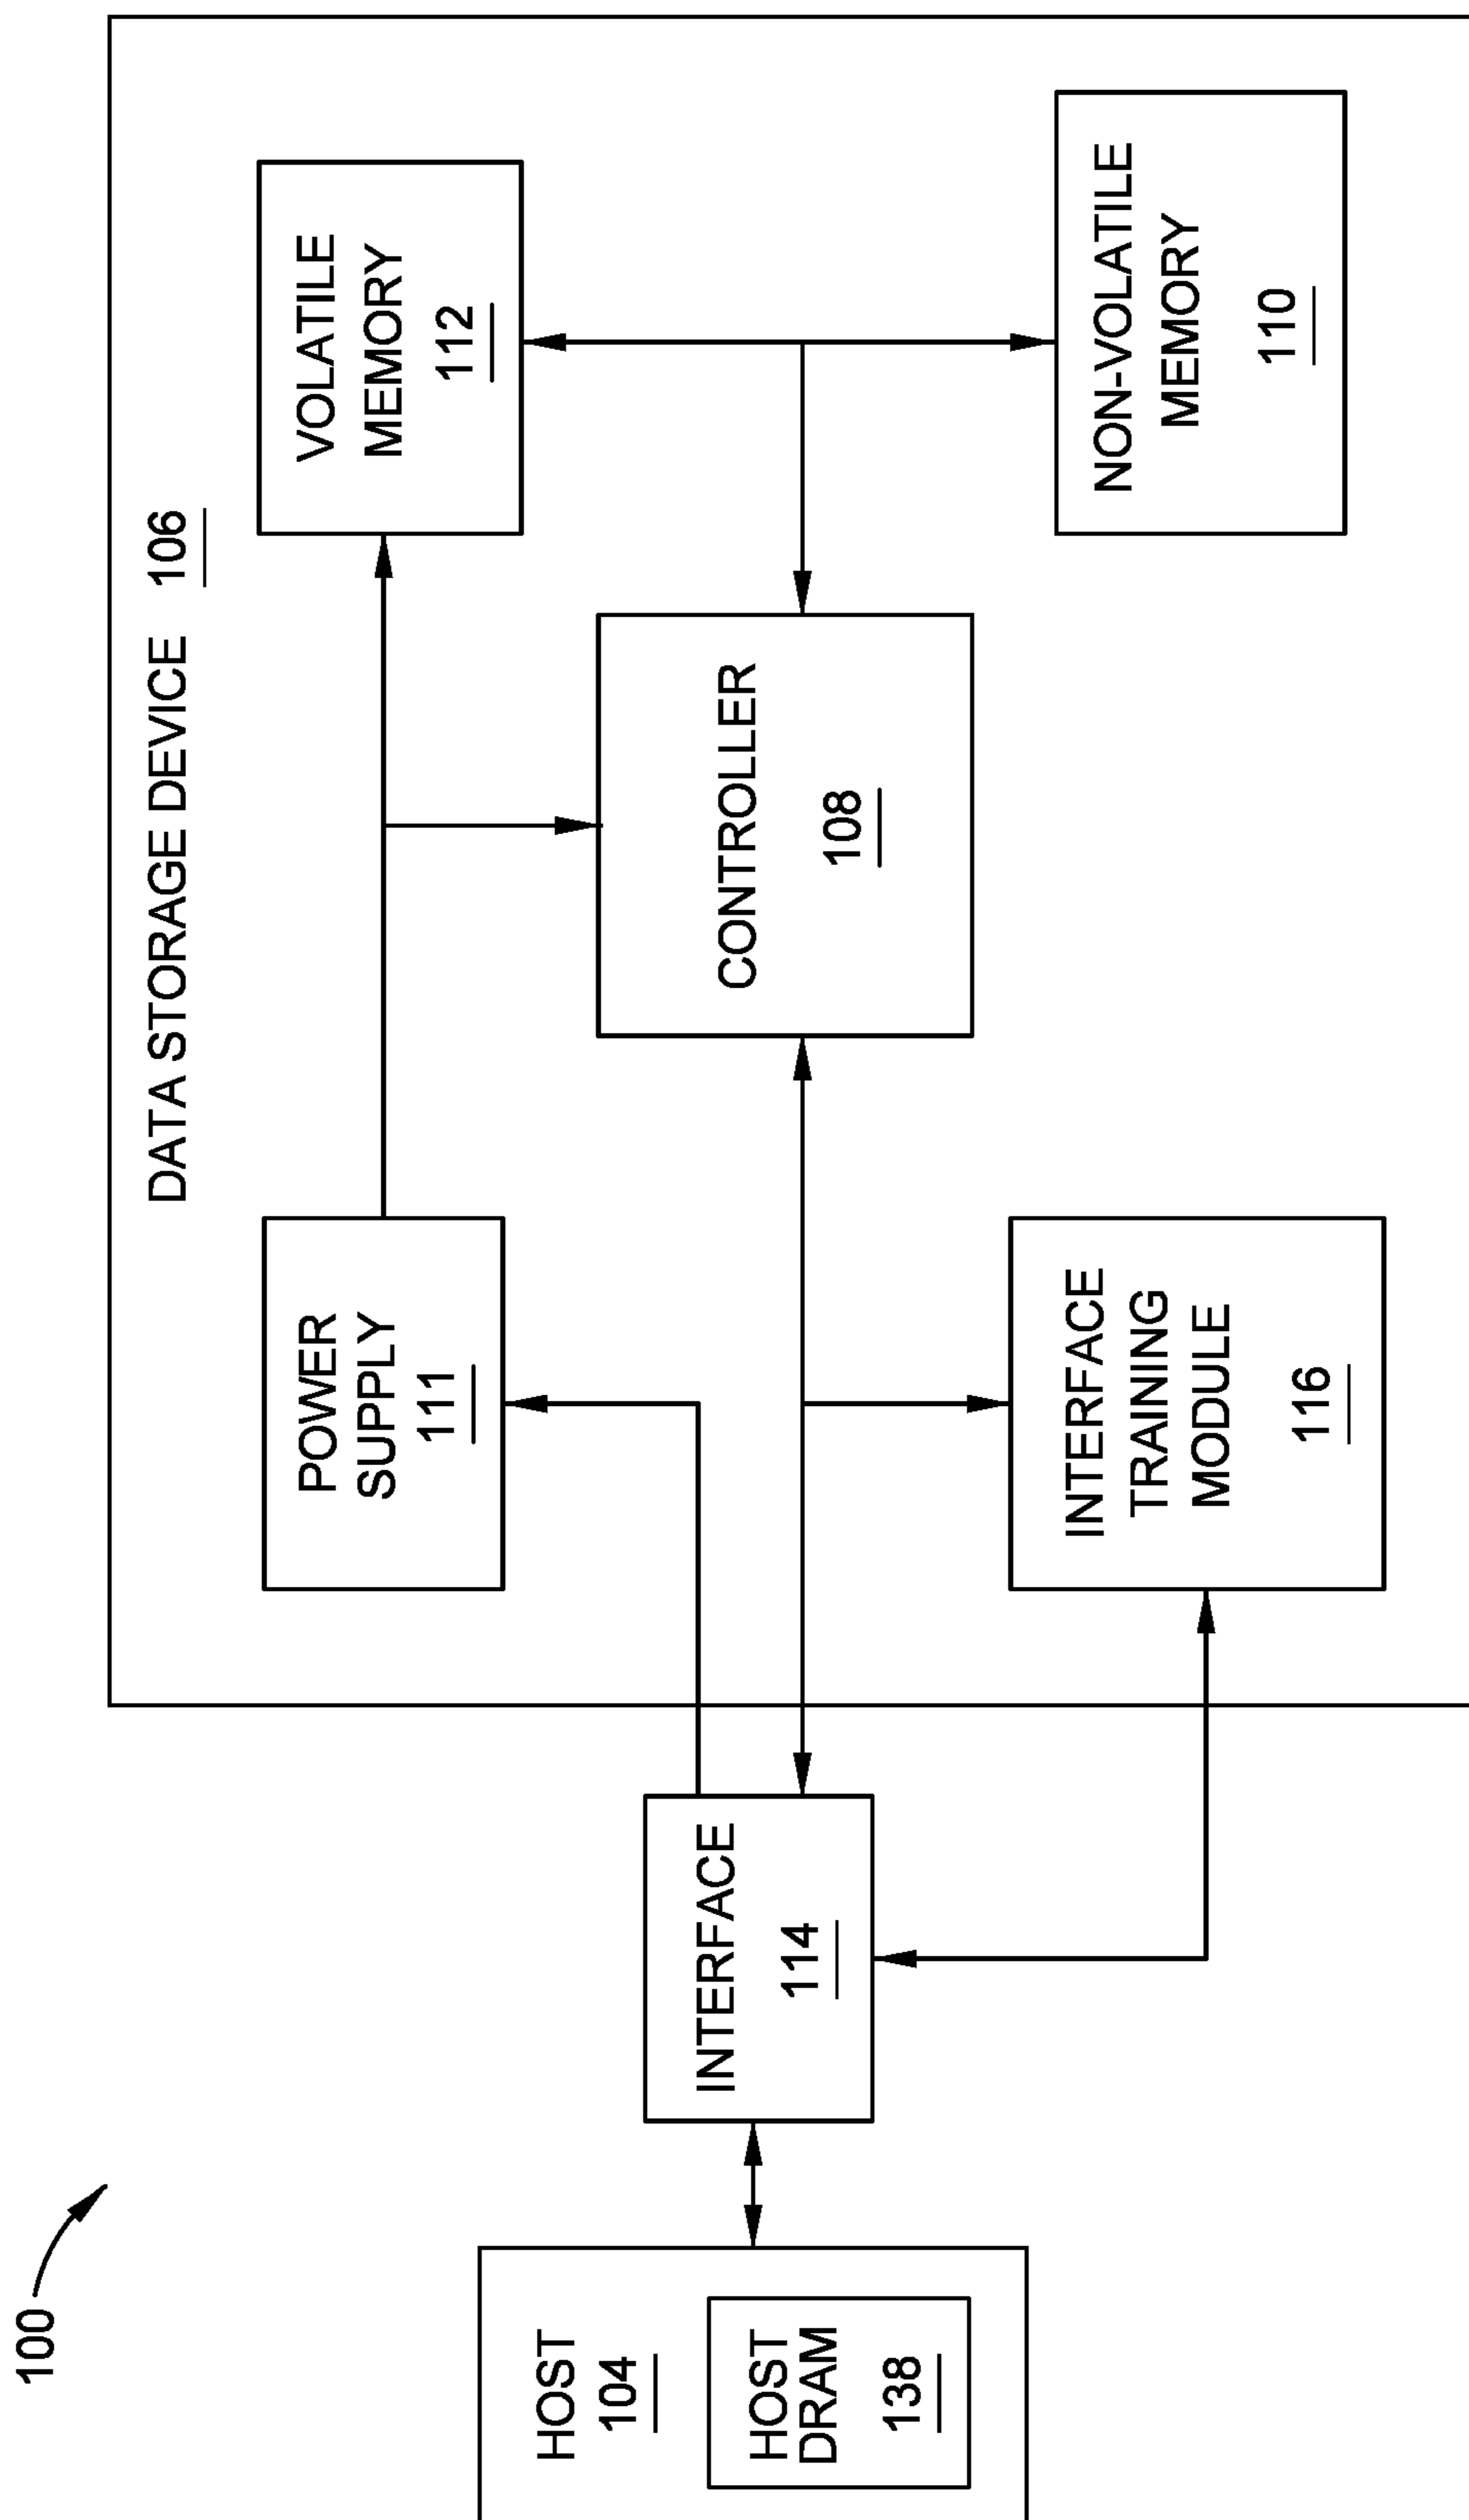 100
HOST
104
HOST
DRAM
138
INTERFACE
114
DATA STORAGE DEVICE 106
POWER
SUPPLY
111
INTERFACE
TRAINING
MODULE
116
CONTROLLER
108
VOLATILE
MEMORY
112
NON-VOLATILE
MEMORY
110